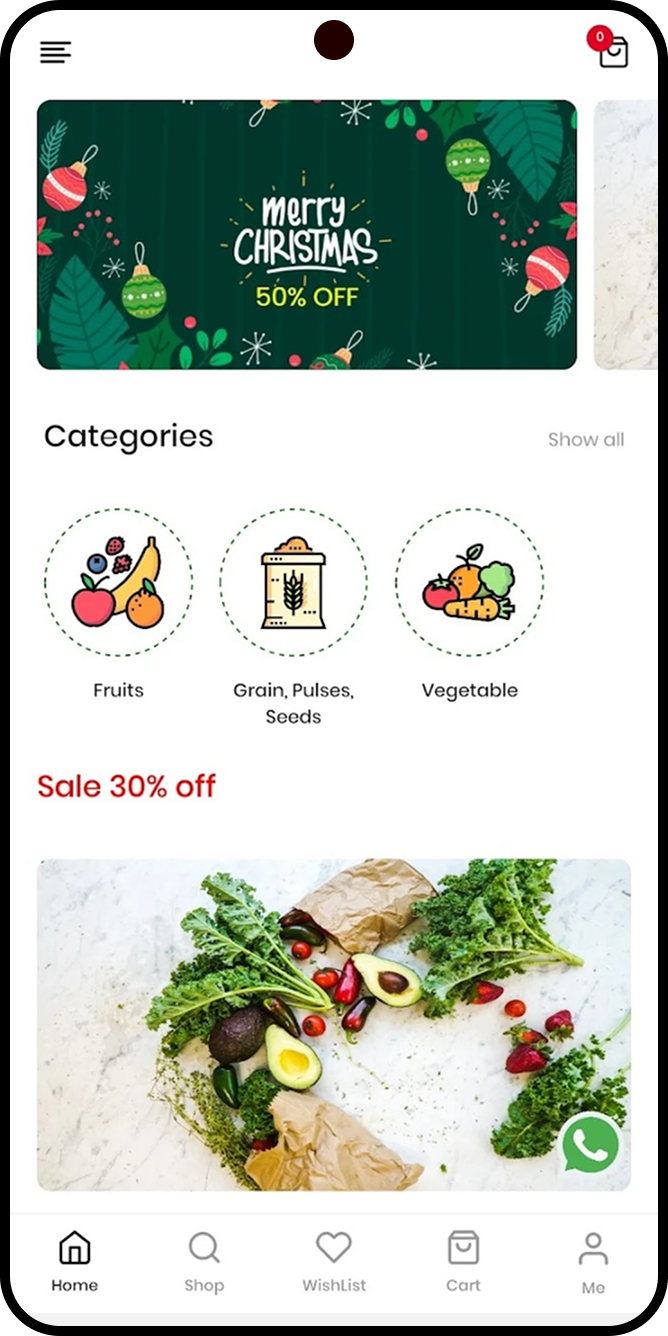 0
merry
CHRISTMAS
50% OFF
Categories
Show all
Fruits
Grain, Pulses,
Seeds
Vegetable
Sale 30% off
Home
Shop
WishList
Cart
Me